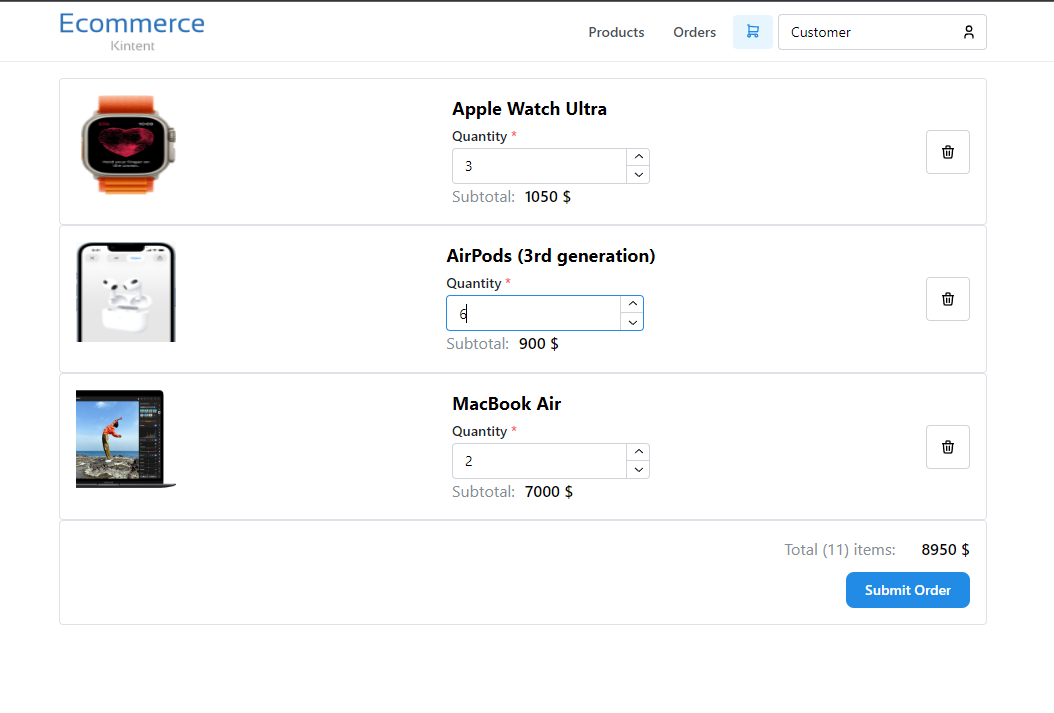 Ecommerce
Kintent
Products
Orders
Customer
Apple Watch Ultra
Quantity *
3
Subtotal: 1050 $
AirPods (3rd generation)
Quantity *
6
Subtotal: 900 $
MacBook Air
Quantity *
2
Subtotal: 7000 $
Total (11) items: 8950 $
Submit Order